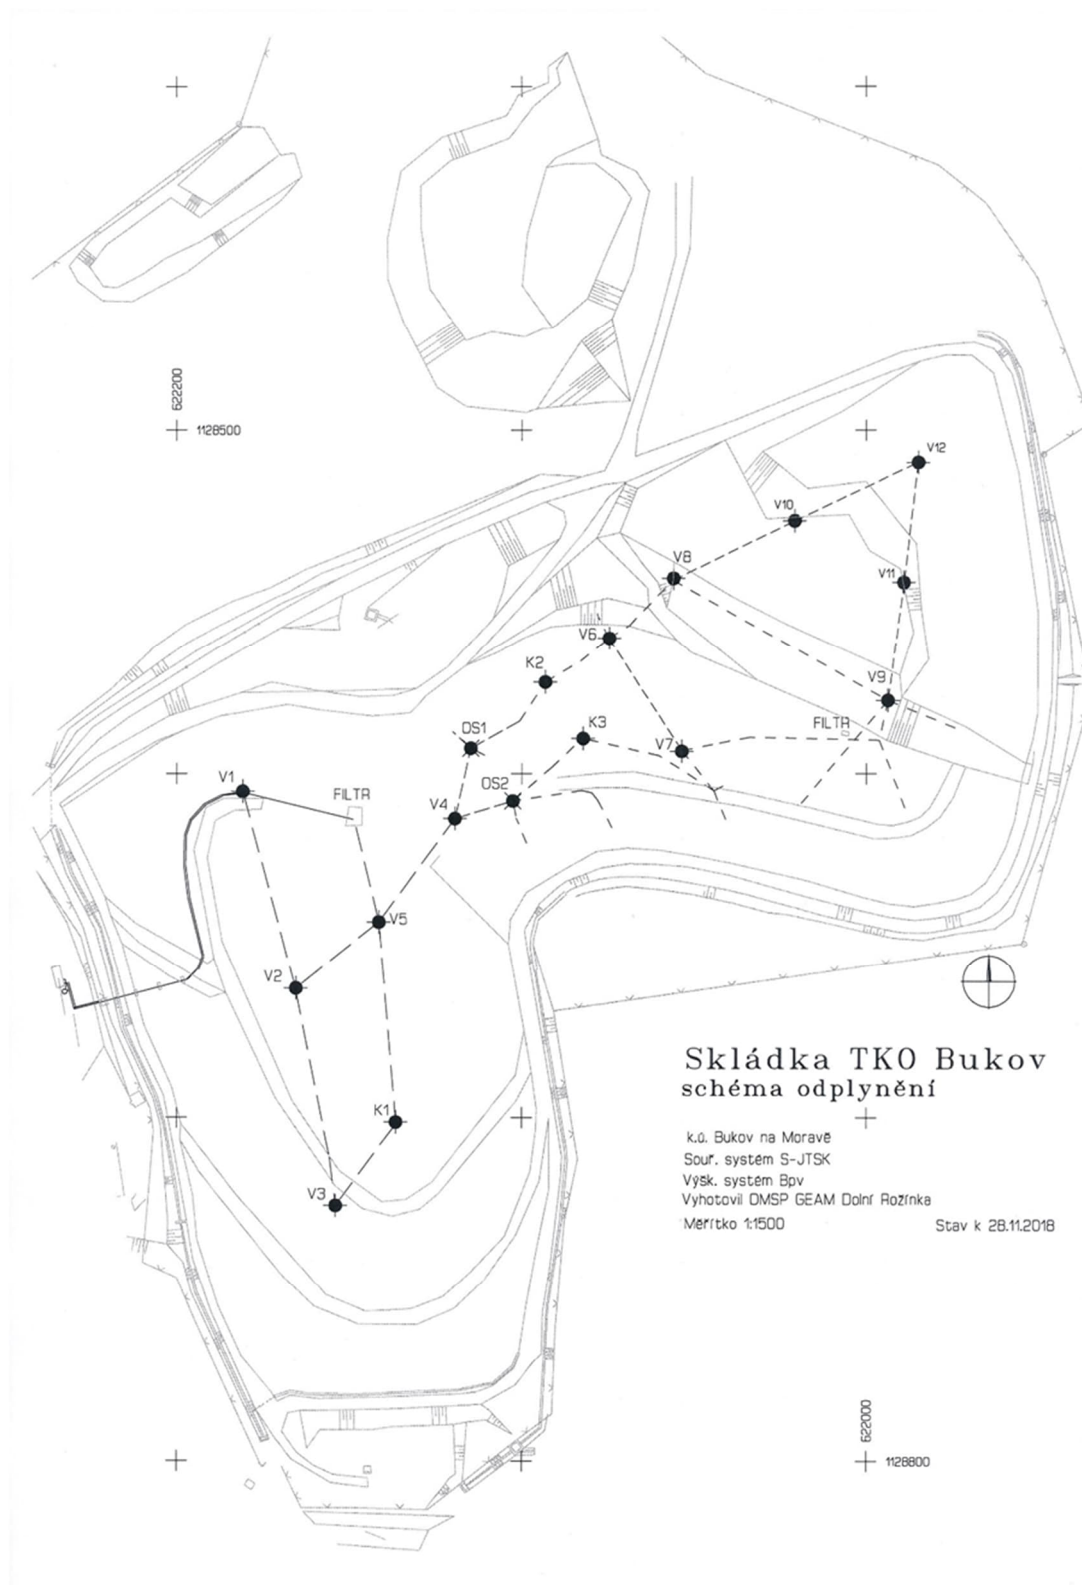 622200
1128500
V12
V10
V8
V11
V6
K2
V9
OS1
K3
FILTR
V7
V1
FILTR
OS2
V4
V5
V2
K1
V3
Skládka TKO Bukov
schéma odplynění
k.ú. Bukov na Moravě
Souř. systém S-JTSK
Výšk. systém Bpv
Vyhotovil DMSP GEAM Dolní Rožínka
Měřítko 1:1500
Stav k 28.11.2018
622000
1128800